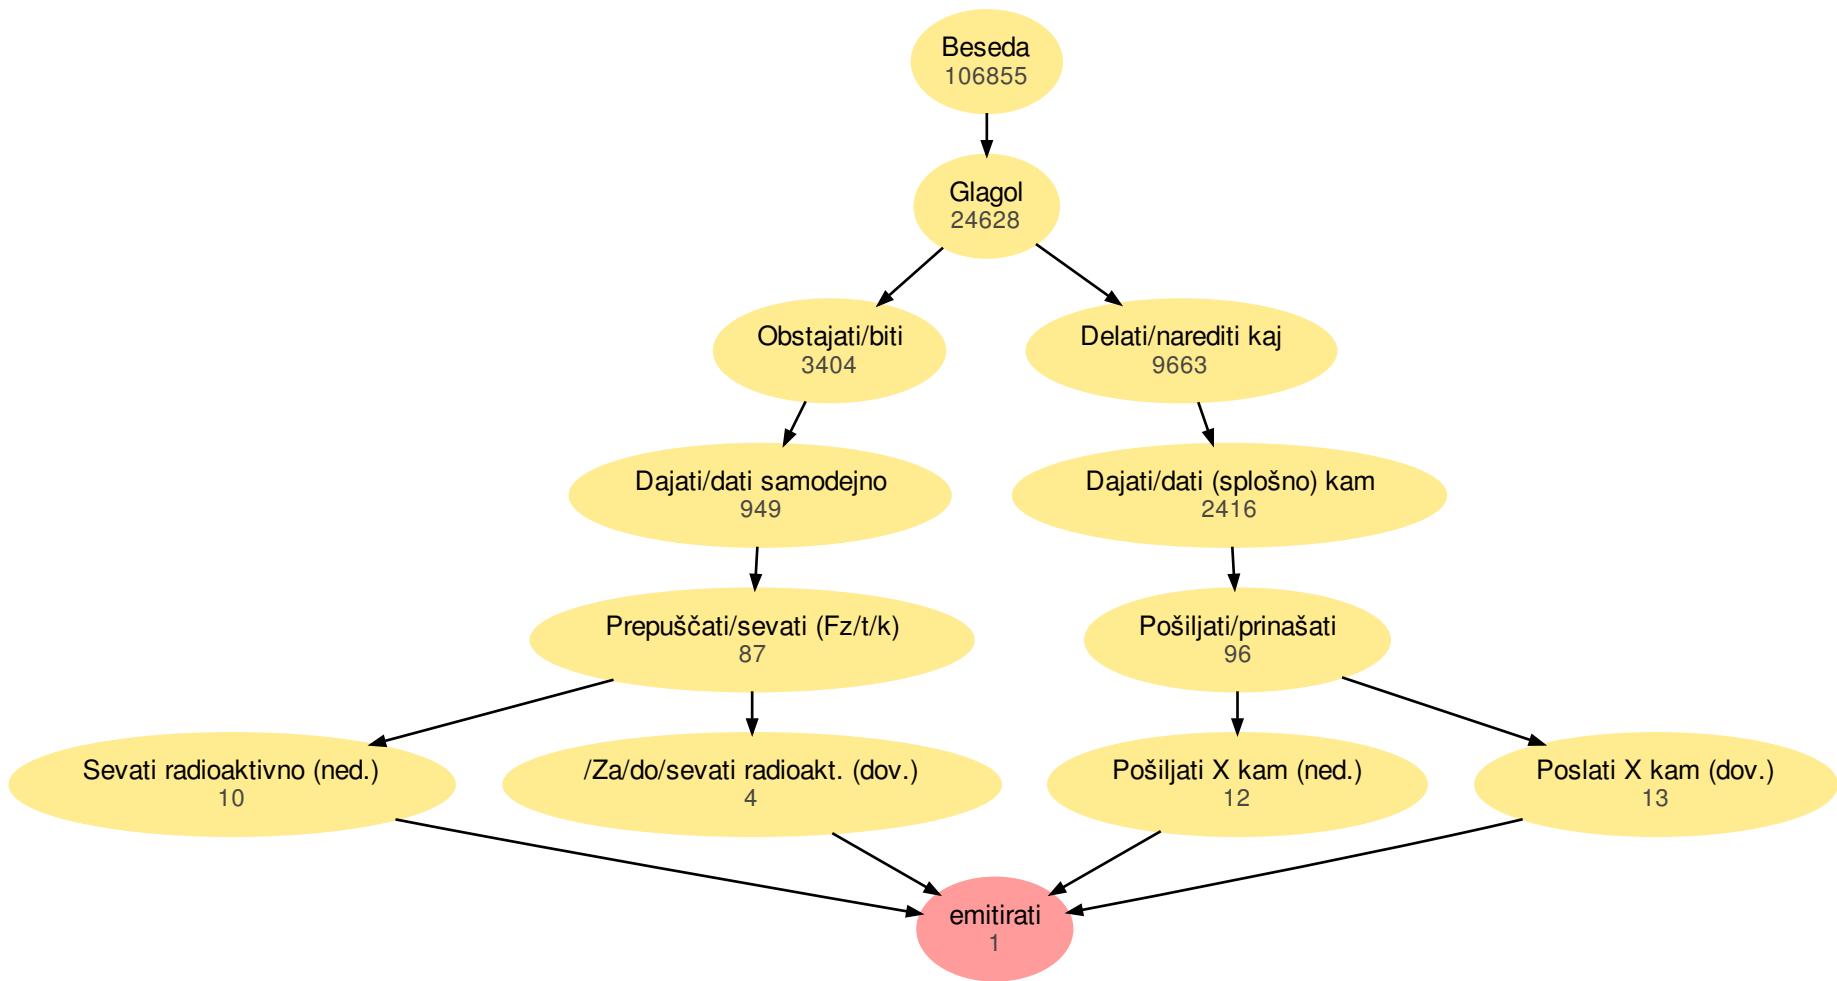 Beseda
106855
Glagol
24628
Obstajati/biti
3404
Delati/narediti kaj
9663
Dajati/dati samodejno
949
Dajati/dati (splošno) kam
2416
Prepuščati/sevati (Fz/t/k)
87
Pošiljati/prinašati
96
Sevati radioaktivno (ned.)
10
/Za/do/sevati radioakt. (dov.)
4
Pošiljati X kam (ned.)
12
Poslati X kam (dov.)
13
emitirati
1